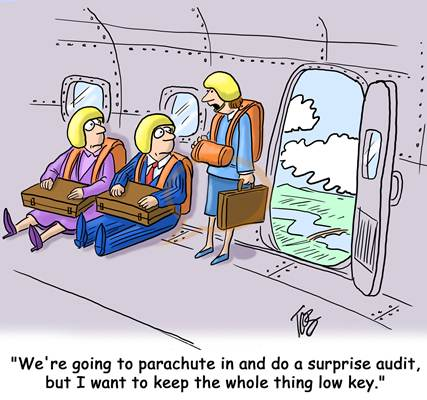 "We're going to parachute in and do a surprise audit,
but I want to keep the whole thing low key."